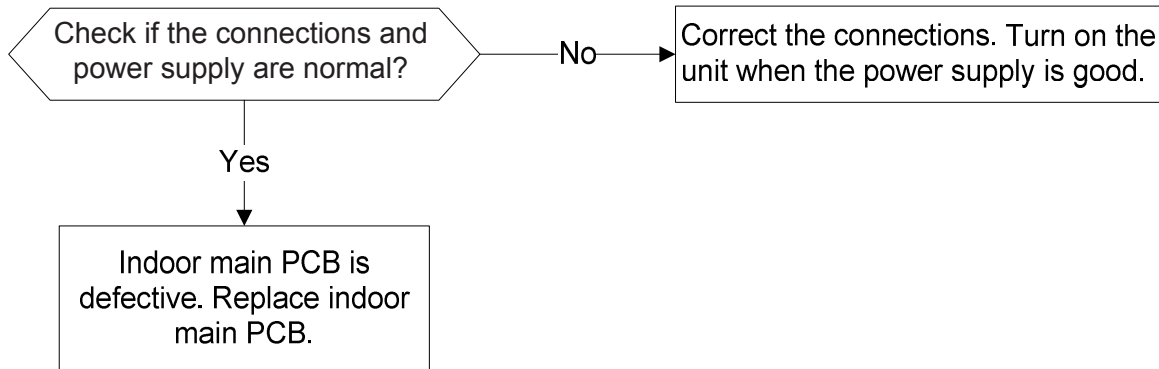 Check if the connections and
power supply are normal?
No
Correct the connections. Turn on the
unit when the power supply is good.
Yes
Indoor main PCB is
defective. Replace indoor
main PCB.